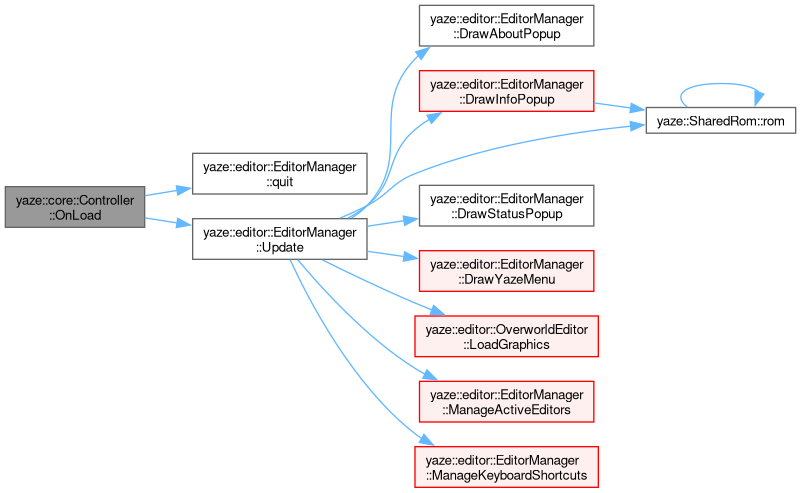 yaze::core::Controller
::OnLoad
yaze::editor::EditorManager
::quit
yaze::editor::EditorManager
::Update
yaze::editor::EditorManager
::DrawAboutPopup
yaze::editor::EditorManager
::DrawInfoPopup
yaze::SharedRom::rom
yaze::editor::EditorManager
::DrawStatusPopup
yaze::editor::EditorManager
::DrawYazeMenu
yaze::editor::OverworldEditor
::LoadGraphics
yaze::editor::EditorManager
::ManageActiveEditors
yaze::editor::EditorManager
::ManageKeyboardShortcuts